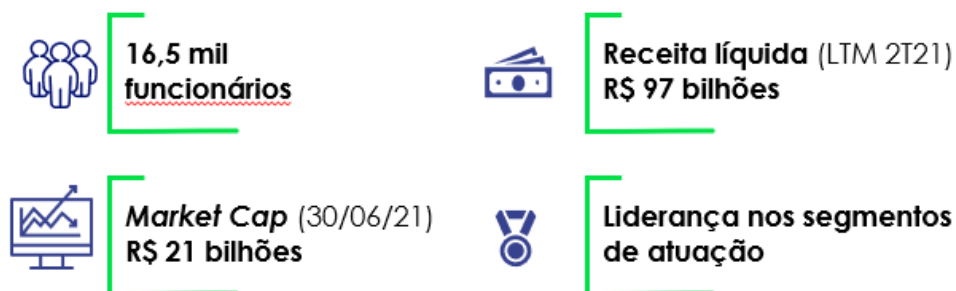 16,5 mil
funcionários
Receita líquida (LTM 2T21)
R$ 97 bilhões
Market Cap (30/06/21)
R$ 21 bilhões
Liderança nos segmentos
de atuação